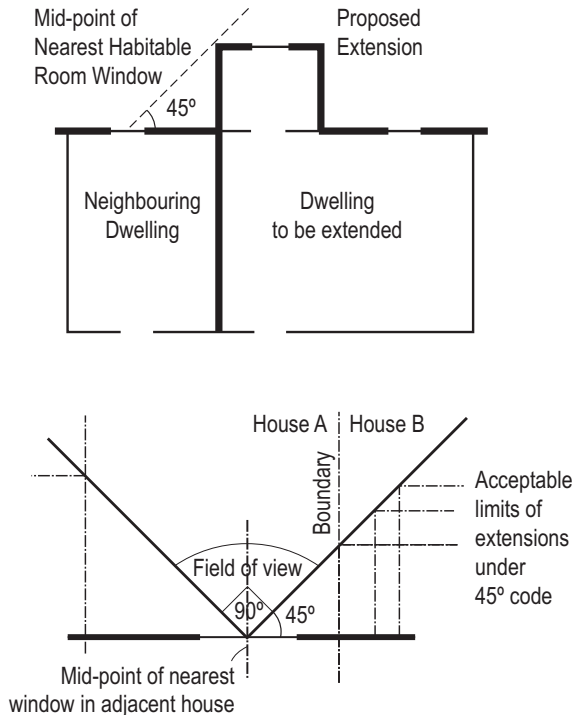 Mid-point of
Nearest Habitable
Room Window
Proposed
Extension
45º
Neighbouring
Dwelling
Dwelling
to be extended
House A
House B
Boundary
Acceptable
limits of
extensions
under
45º code
Field of view
90º
45º
Mid-point of nearest
window in adjacent house